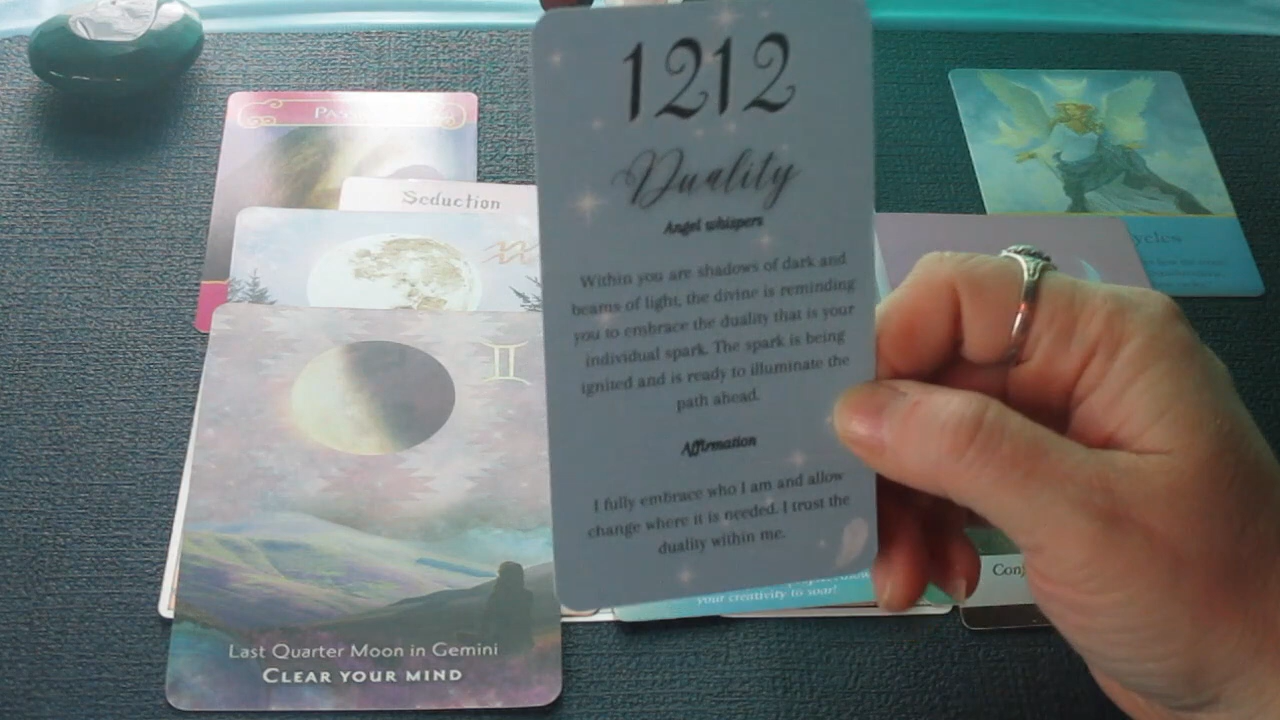 1212
Duality
Angel whispers
Within you are shadows of dark and
beams of light, the divine is reminding
you to embrace the duality that is your
individual spark. The spark is being
ignited and is ready to illuminate the
path ahead.
Affirmation
I fully embrace who I am and allow
change where it is needed. I trust the
duality within me.
Seduction
Last Quarter Moon in Gemini
CLEAR YOUR MIND
your creativity to soar!